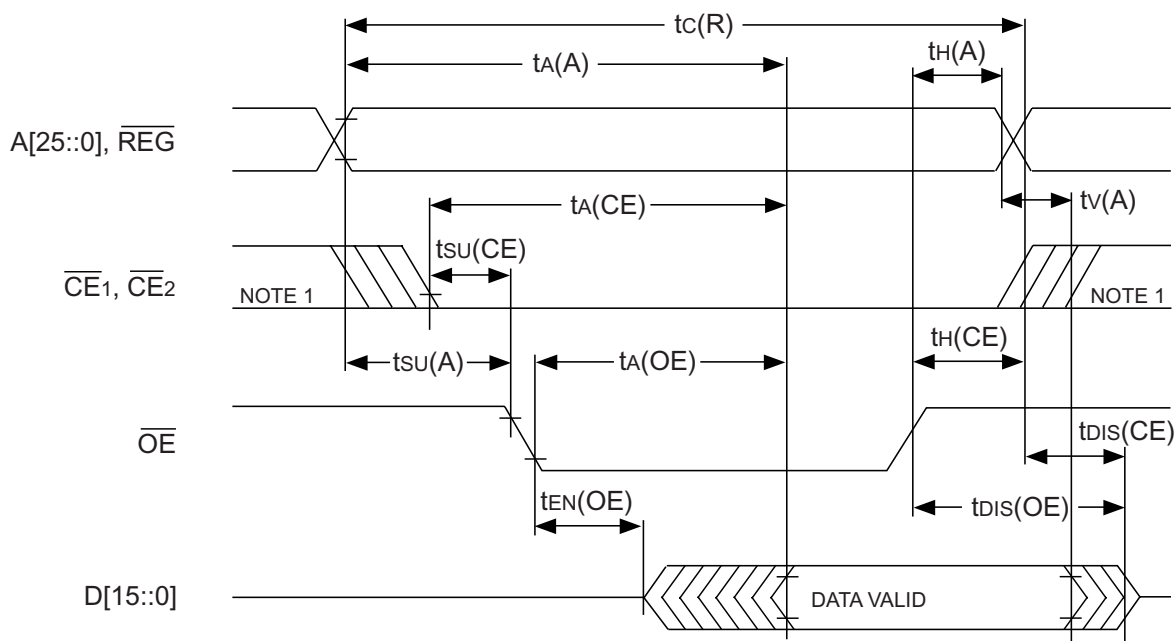 tC(R)
tA(A)
tH(A)
A[25::0], REG
tA(CE)
tV(A)
tSU(CE)
CE1, CE2
NOTE 1
NOTE 1
tH(CE)
tSU(A)
tA(OE)
OE
tDIS(CE)
tEN(OE)
tDIS(OE)
D[15::0]
DATA VALID